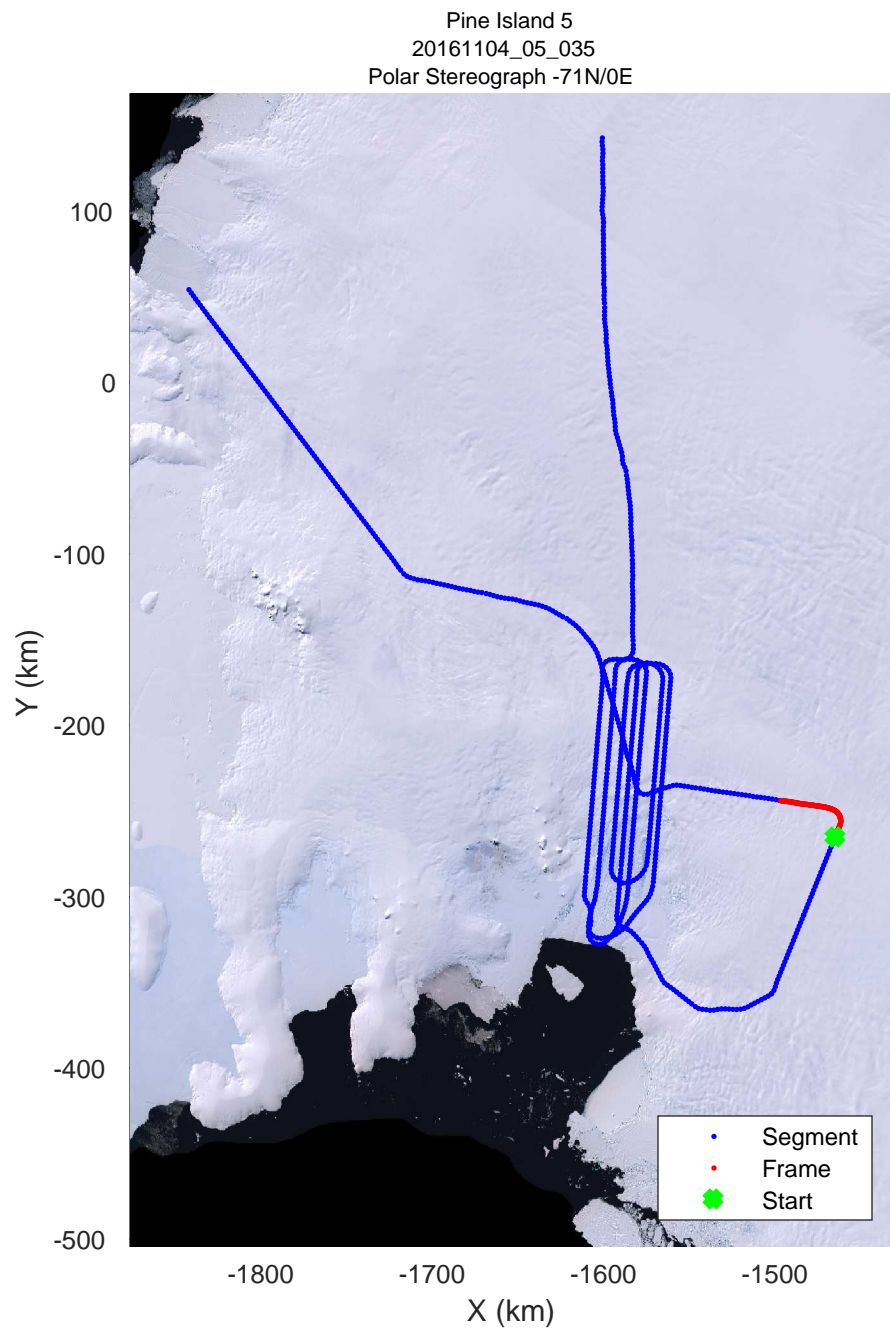 Pine Island 5
20161104_05_035
Polar Stereograph -71N/0E
100
0
-100
-200
-300
-400
-500
Y (km)
-1800
-1700
-1600
-1500
X (km)
Segment
Frame
Start